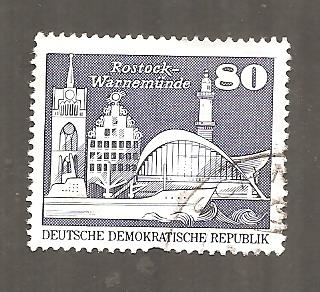 Rostock-
Warnemünde
80
DEUTSCHE DEMOKRATISCHE REPUBLIK